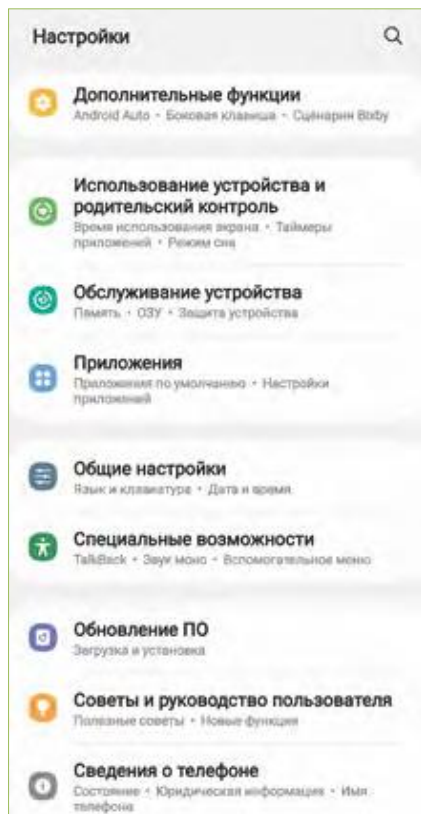 Настройки
Дополнительные функции
Android Auto • Боковая клавиша • Сценарии Bixby
Использование устройства и
родительский контроль
Время использования экрана • Таймеры
приложений • Режим сна
Обслуживание устройства
Память • ОЗУ • Защита устройства
Приложения
Приложения по умолчанию • Настройки
приложений
Общие настройки
Язык и клавиатура • Дата и время
Специальные возможности
TalkBack • Звук моно • Вспомогательное меню
Обновление ПО
Загрузка и установка
Советы и руководство пользователя
Полезные советы • Новые функции
Сведения о телефоне
Состояние • Юридическая информация • Имя
телефона